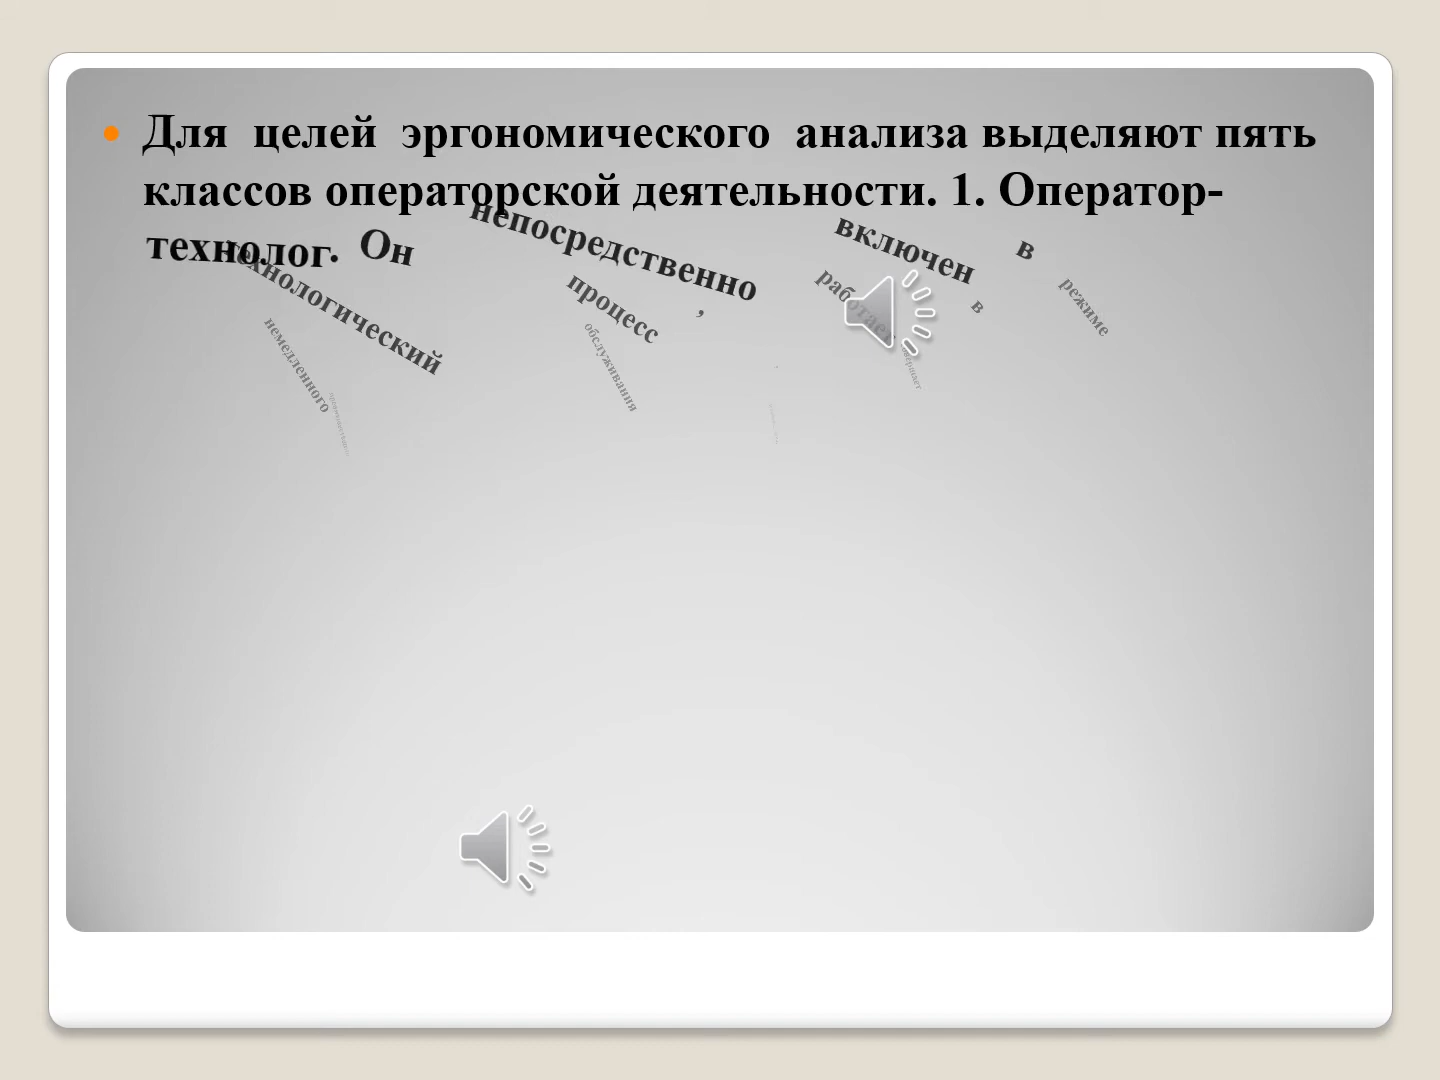 Для целей эргономического анализа выделяют пять
классов операторской деятельности. 1. Оператор-
технолог. Он непосредственно включен в
технологический процесс, работает в режиме
немедленного обслуживания